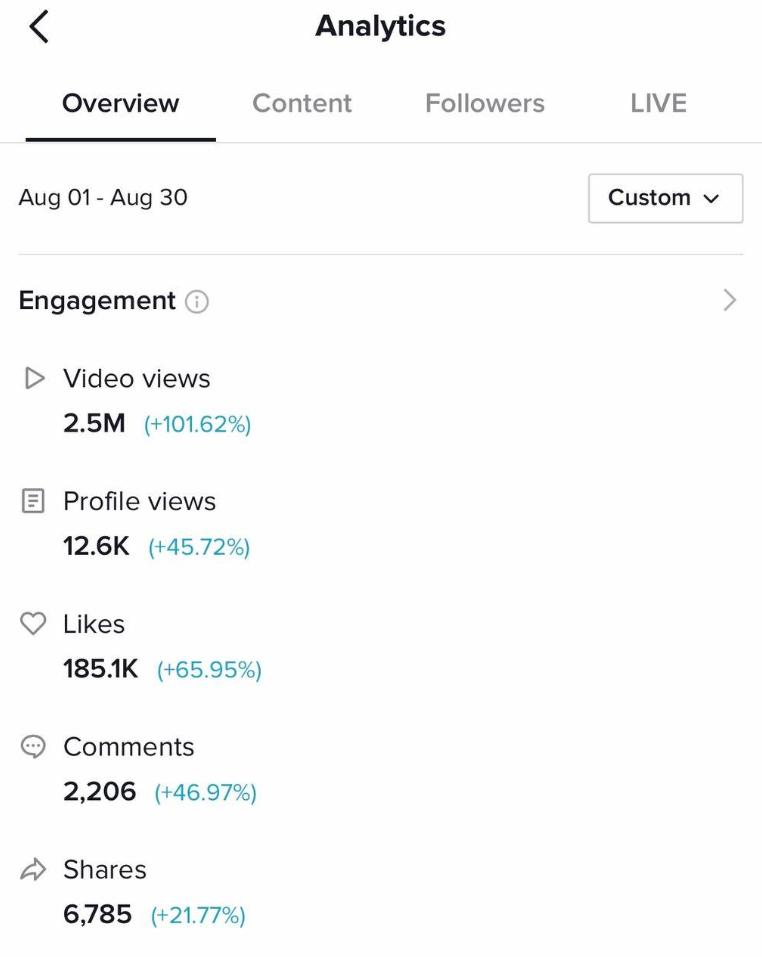 Analytics
Overview Content Followers LIVE
Aug 01 - Aug 30 Custom
Engagement
Video views
2.5M (+101.62%)
Profile views
12.6K (+45.72%)
Likes
185.1K (+65.95%)
Comments
2,206 (+46.97%)
Shares
6,785 (+21.77%)